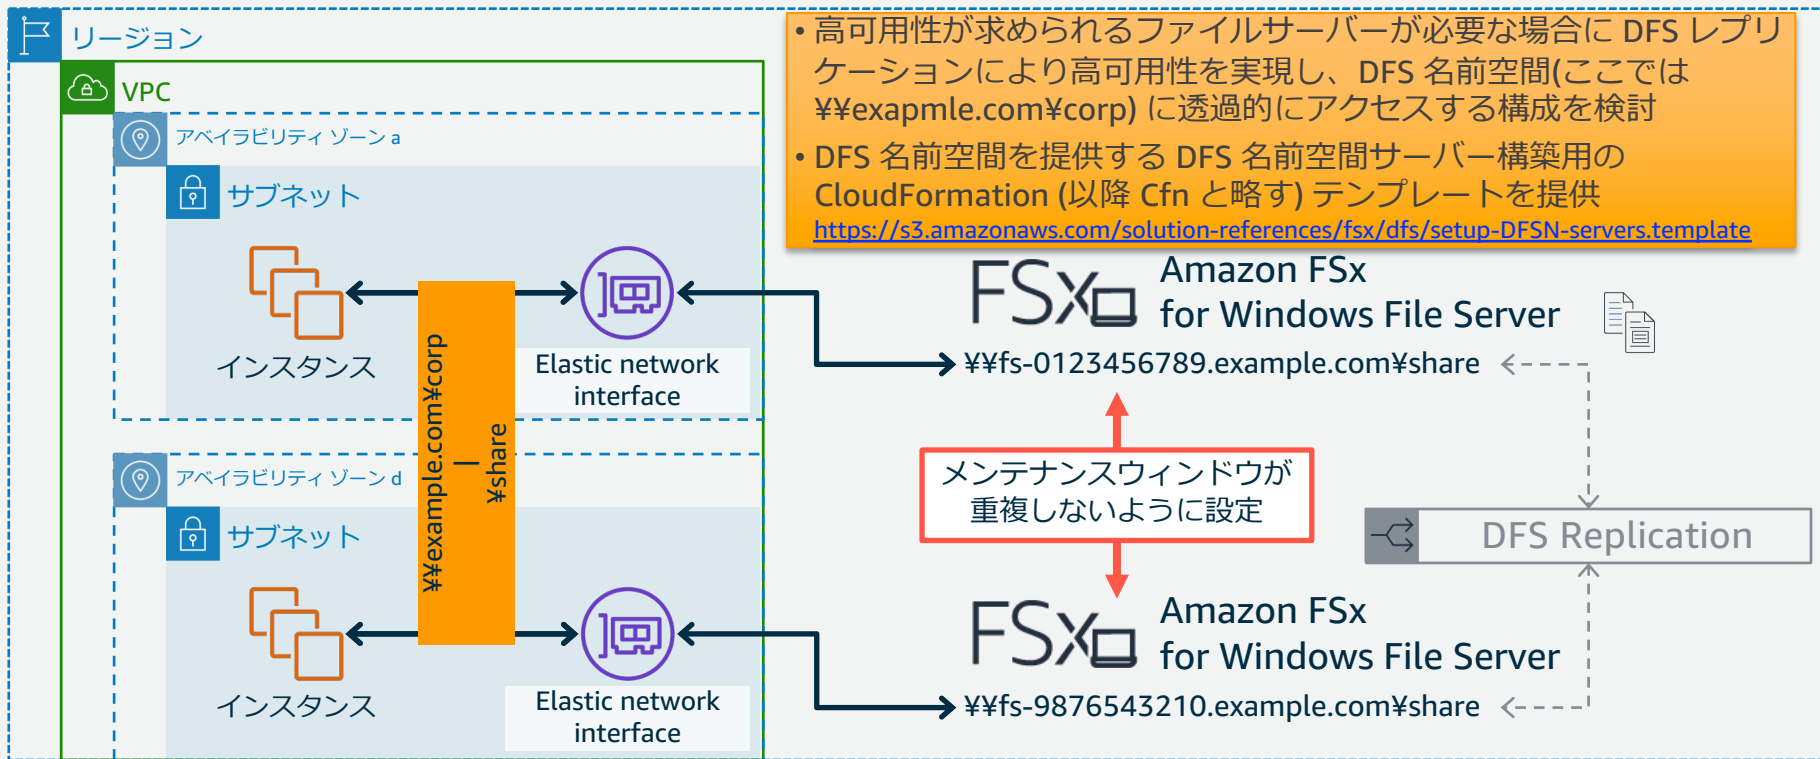 リージョン
VPC
アベイラビリティ ゾーン a
サブネット
インスタンス
Elastic network
interface
¥¥example.com¥corp
|
¥share
アベイラビリティ ゾーン d
サブネット
インスタンス
Elastic network
interface
• 高可用性が求められるファイルサーバーが必要な場合に DFS レプリ
ケーションにより高可用性を実現し、DFS 名前空間(ここでは
¥¥exapmle.com¥corp) に透過的にアクセスする構成を検討
• DFS 名前空間を提供する DFS 名前空間サーバー構築用の
CloudFormation (以降 Cfn と略す) テンプレートを提供
https://s3.amazonaws.com/solution-references/fsx/dfs/setup-DFSN-servers.template
FSx
Amazon FSx
for Windows File Server
¥¥fs-0123456789.example.com¥share
メンテナンスウィンドウが
重複しないように設定
DFS Replication
FSx
Amazon FSx
for Windows File Server
¥¥fs-9876543210.example.com¥share